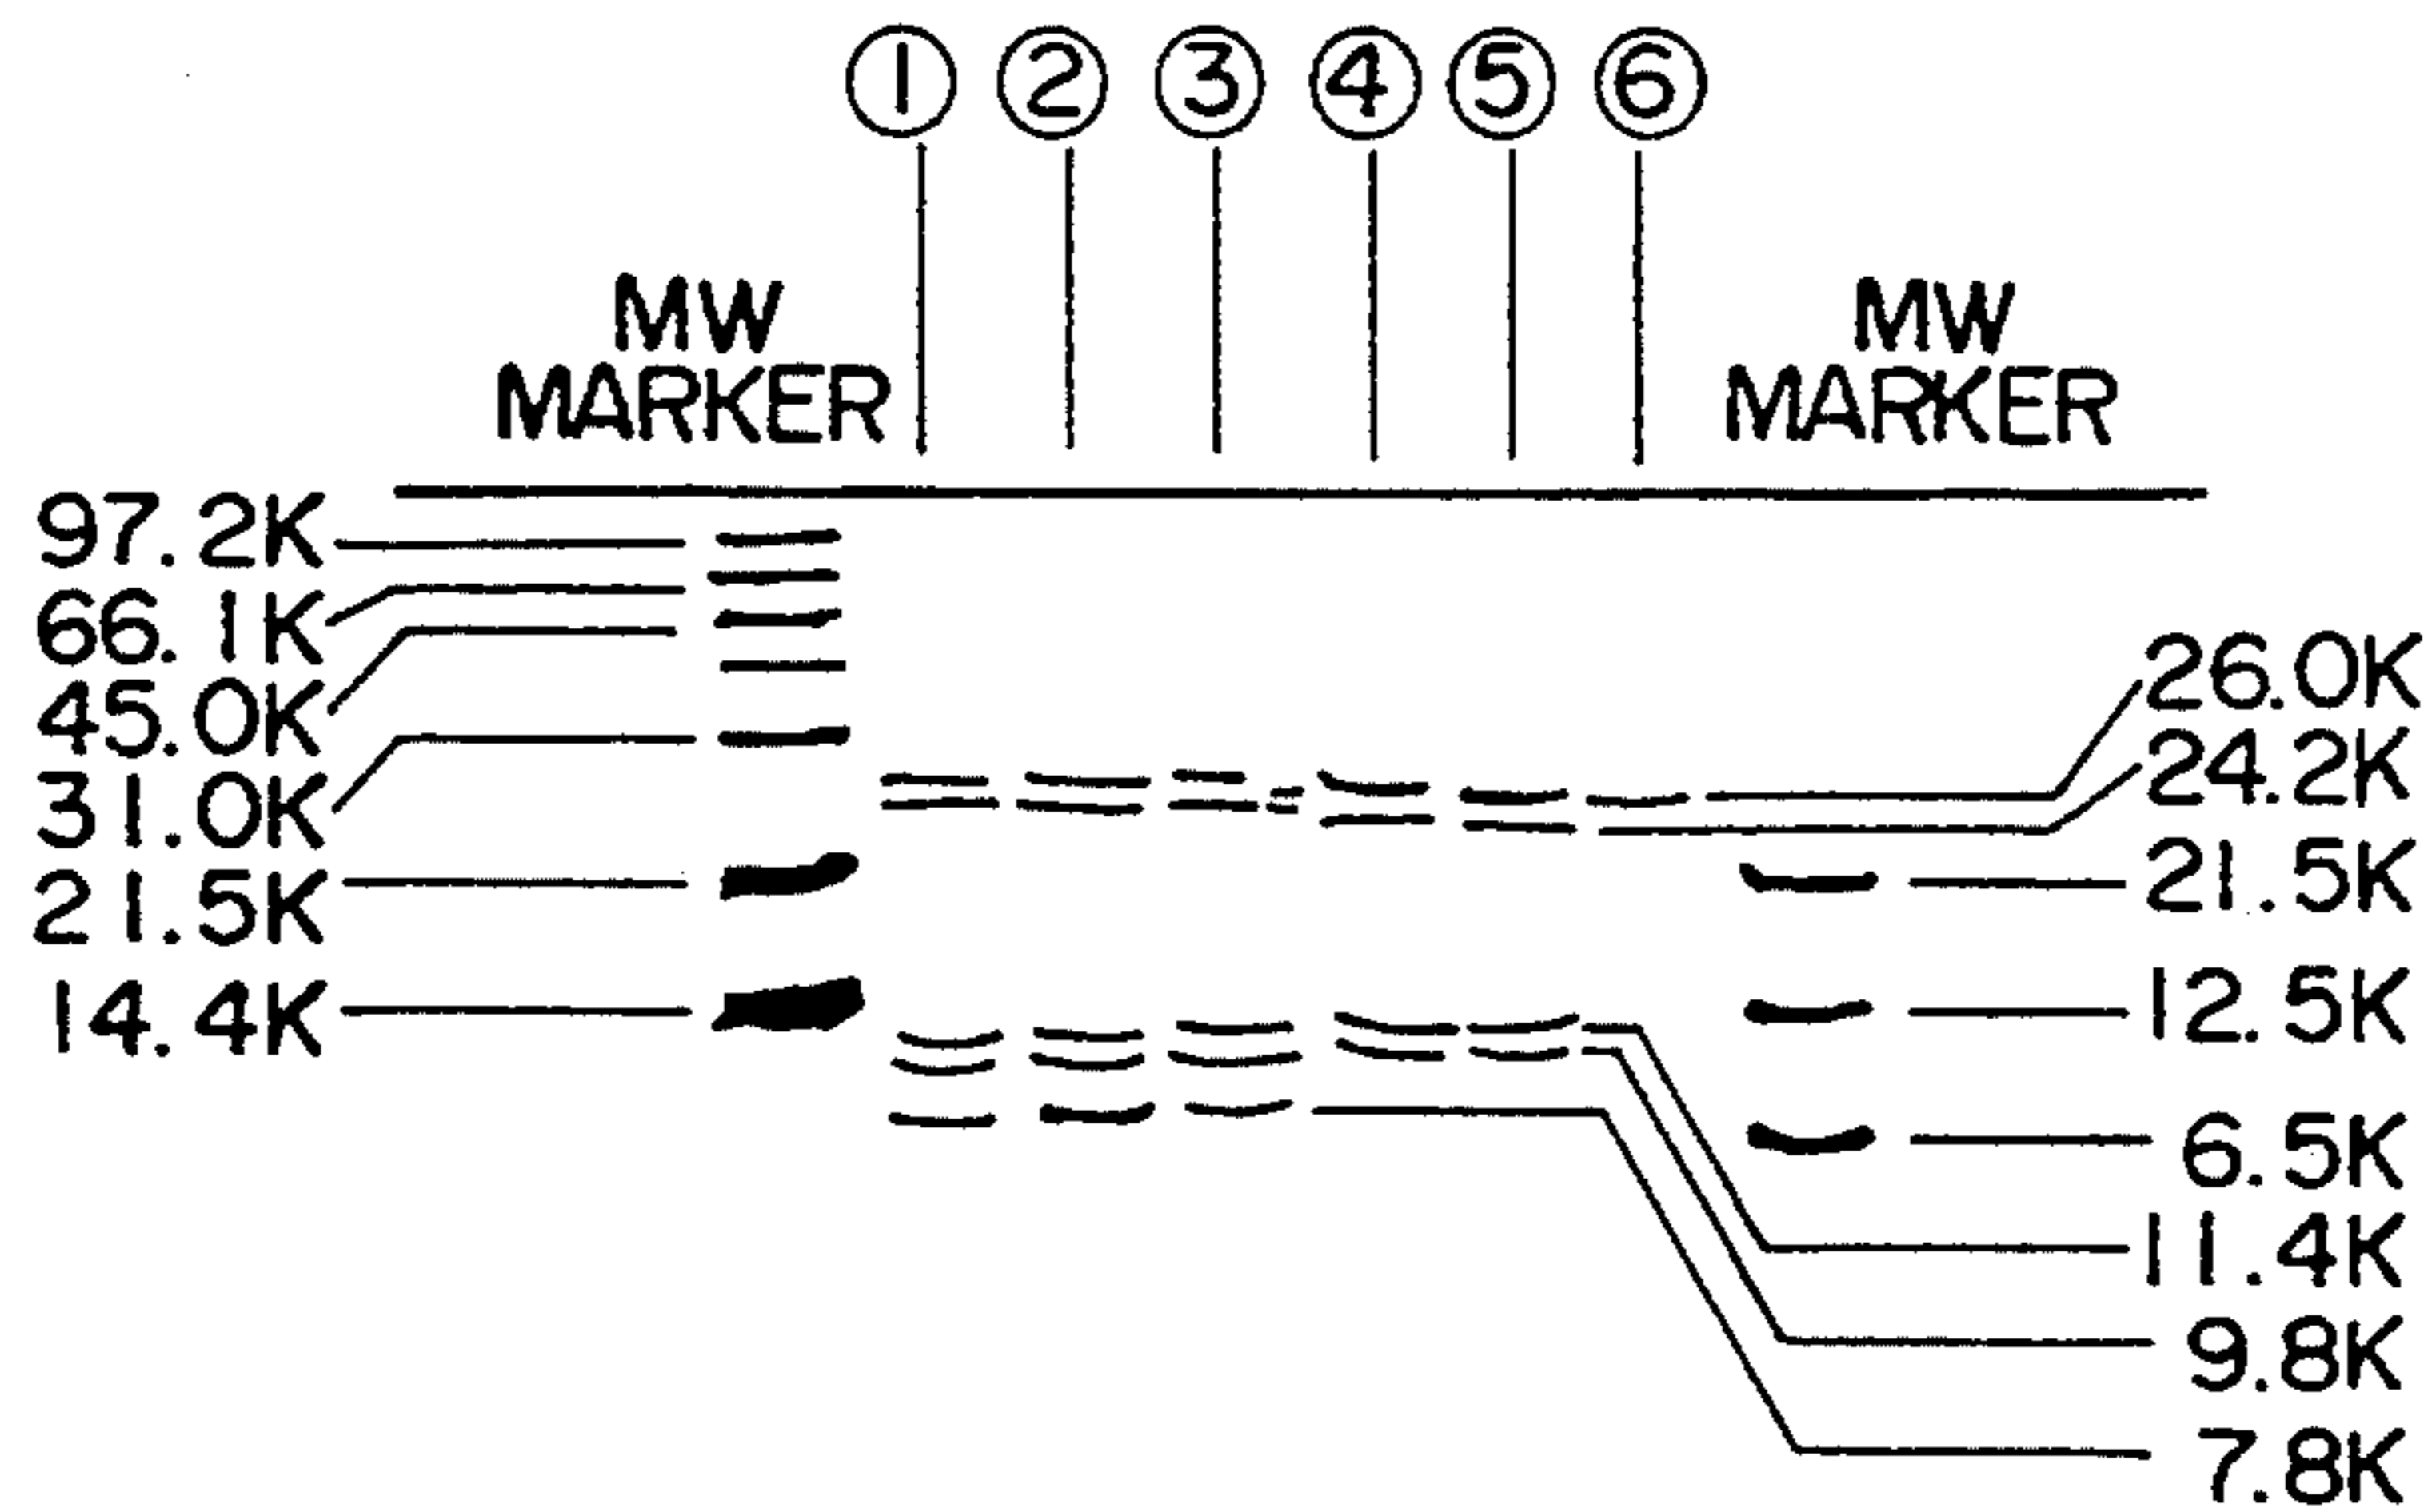 ① ② ③ ④ ⑤ ⑥
MW
MARKER
MW
MARKER
97.2K
66.1K
45.0K
31.0K
21.5K
14.4K
26.0K
24.2K
21.5K
12.5K
6.5K
11.4K
9.8K
7.8K